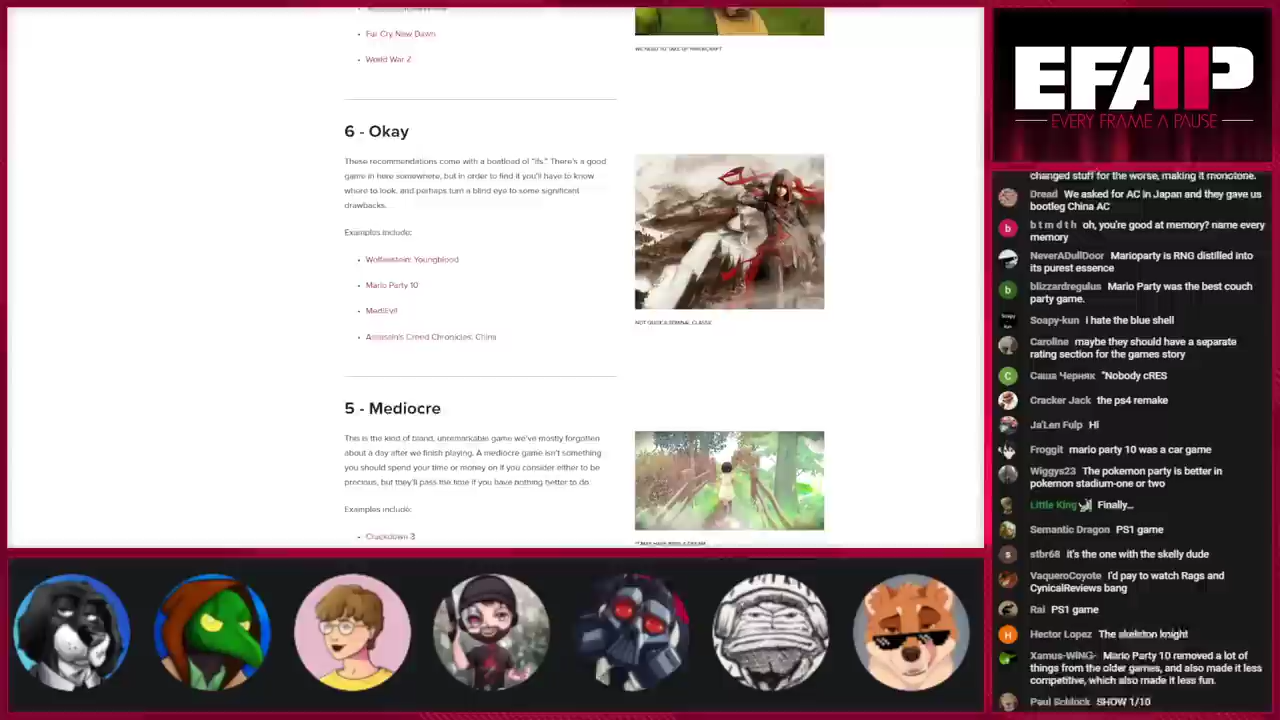 Far Cry New Dawn
World War Z
WE NEED TO TALK OF MINECRAFT
6 - Okay
These recommendations come with a boatload of "ifs." There's a good
game in here somewhere, but in order to find it you'll have to know
where to look, and perhaps turn a blind eye to some significant
drawbacks.
Examples include:
Wolfenstein: Youngblood
Mario Party 10
MediEvil
Assassin's Creed Chronicles: China
NOT QUITE A SEMINAL CLASSIC
5 - Mediocre
This is the kind of bland, unremarkable game we've mostly forgotten
about a day after we finish playing. A mediocre game isn't something
you should spend your time or money on if you consider either to be
precious, but they'll pass the time if you have nothing better to do.
Examples include:
Crackdown 3
EFAP
EVERY FRAME A PAUSE
changed stuff for the worse, making it monotone.
Dread We asked for AC in Japan and they gave us
bootleg China AC
b t m d t h oh, you're good at memory? name every
memory
NeverADullDoor Marioparty is RNG distilled into
its purest essence
blizzardregulus Mario Party was the best couch
party game.
Soapy-kun i hate the blue shell
Caroline maybe they should have a separate
rating section for the games story
Саша Черняк "Nobody cRES
Cracker Jack the ps4 remake
Ja'Len Fulp HI
Froggit mario party 10 was a car game
Wiggys23 The pokemon party is better in
pokemon stadium-one or two
Little King Finally...
Semantic Dragon PS1 game
stbr68 it's the one with the skelly dude
VaqueroCoyote I'd pay to watch Rags and
CynicalReviews bang
Rai PS1 game
Hector Lopez The skeleton knight
Xamus-WING- Mario Party 10 removed a lot of
things from the older games, and also made it less
competitive, which also made it less fun.
Paul Schlock SHOW 1/10